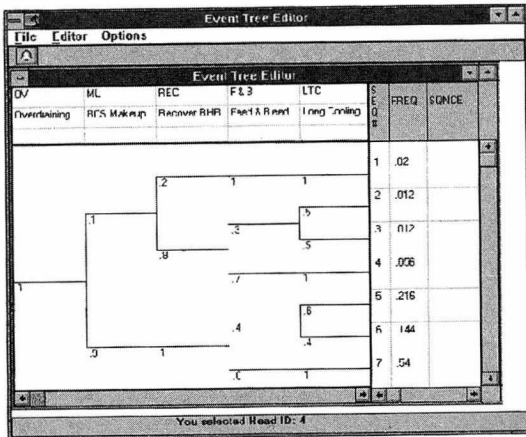 Event Tree Editor
File Editor Options
Event Tree Editor
OV ML REC F & B LTC SEQ# FREQ SQNCE
Overdraining RCS Makeup Recover RHR Feed & Bleed Long Cooling
.2 1 1 1 .02
.1 .3 .5 2 .012
.8 .5 3 .012
.7 1 4 .056
1 .6 5 .216
.4 .4 6 .144
.9 1
1 7 .54
You selected Head ID: 4